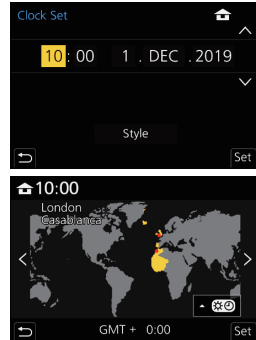 Clock Set
10 : 00 1 . DEC . 2019
Style
Set
10:00
London
Casablanca
GMT + 0:00
Set